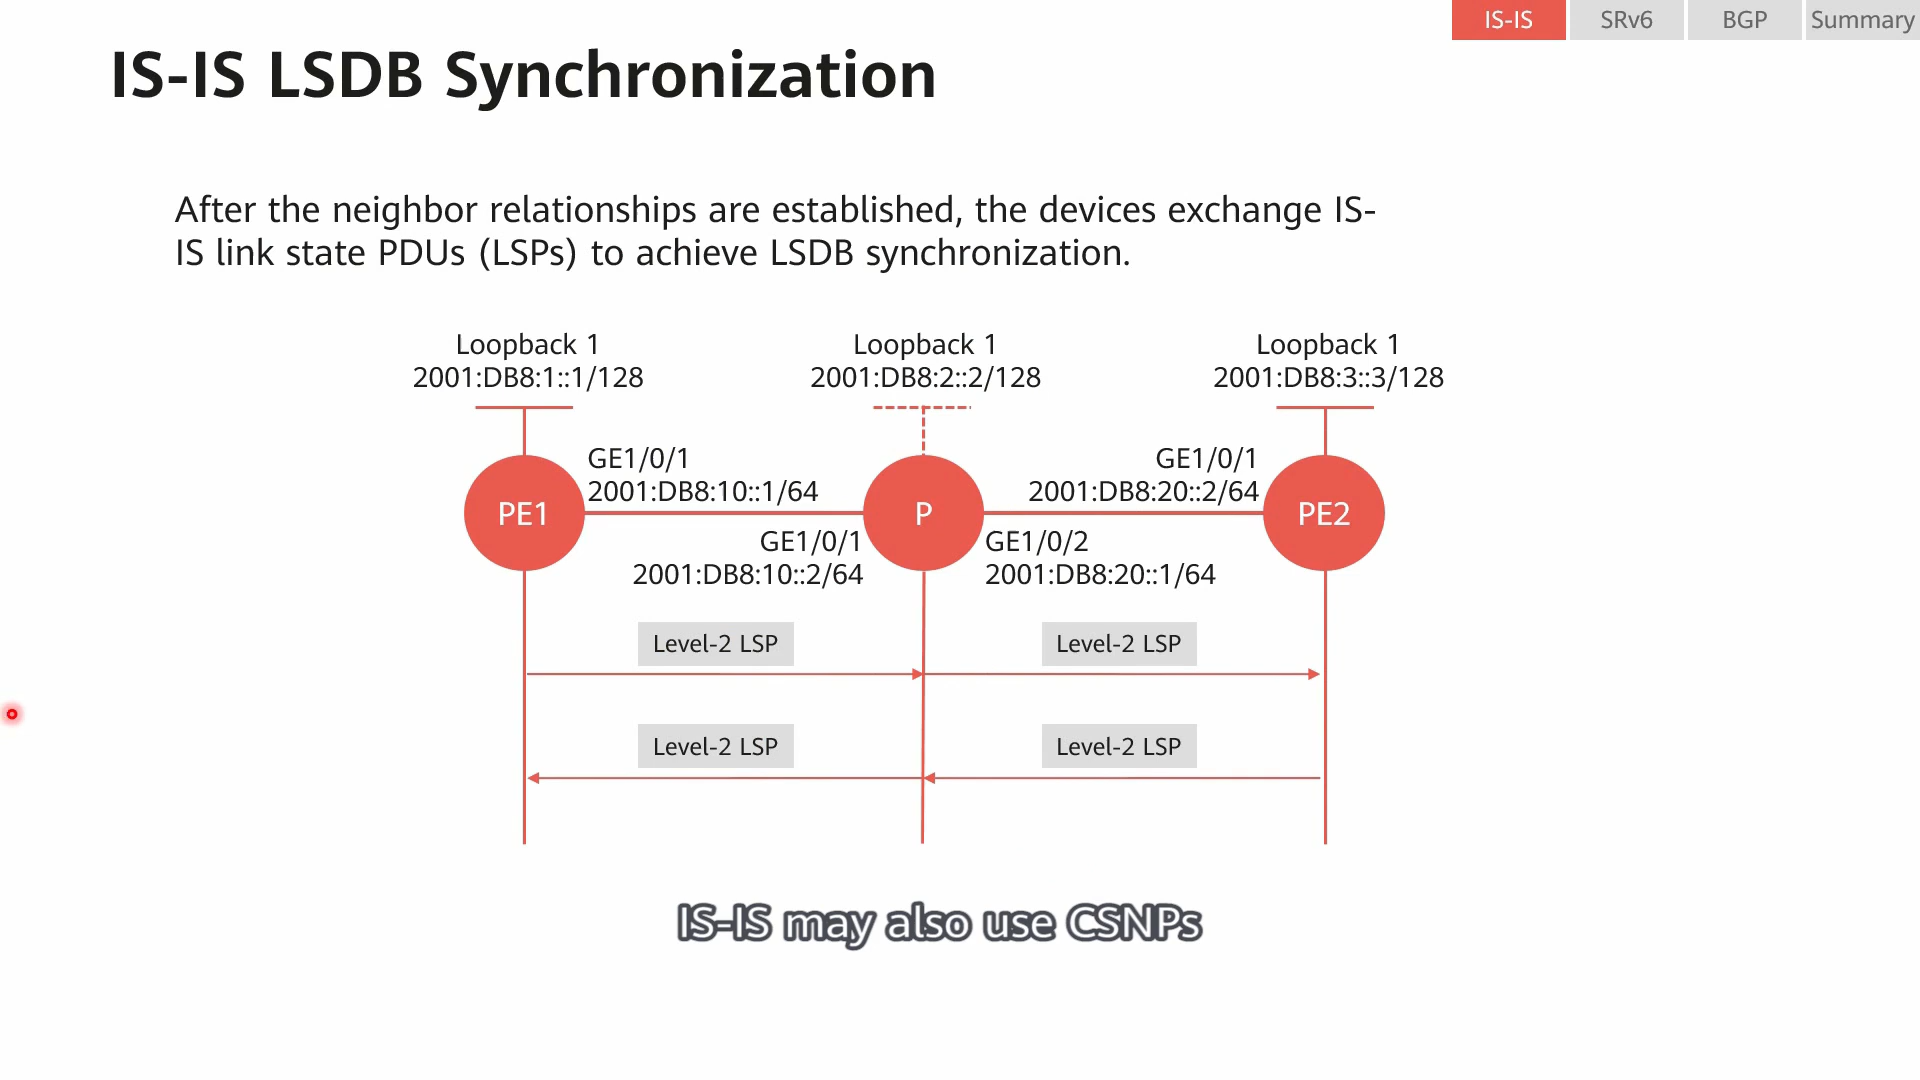 IS-IS
SRv6
BGP
Summary
IS-IS LSDB Synchronization
After the neighbor relationships are established, the devices exchange IS-
IS link state PDUs (LSPs) to achieve LSDB synchronization.
Loopback 1
2001:DB8:1::1/128
Loopback 1
2001:DB8:2::2/128
Loopback 1
2001:DB8:3::3/128
GE1/0/1
2001:DB8:10::1/64
GE1/0/1
2001:DB8:20::2/64
PE1
P
PE2
GE1/0/1
2001:DB8:10::2/64
GE1/0/2
2001:DB8:20::1/64
Level-2 LSP
Level-2 LSP
Level-2 LSP
Level-2 LSP
IS-IS may also use CSNPs